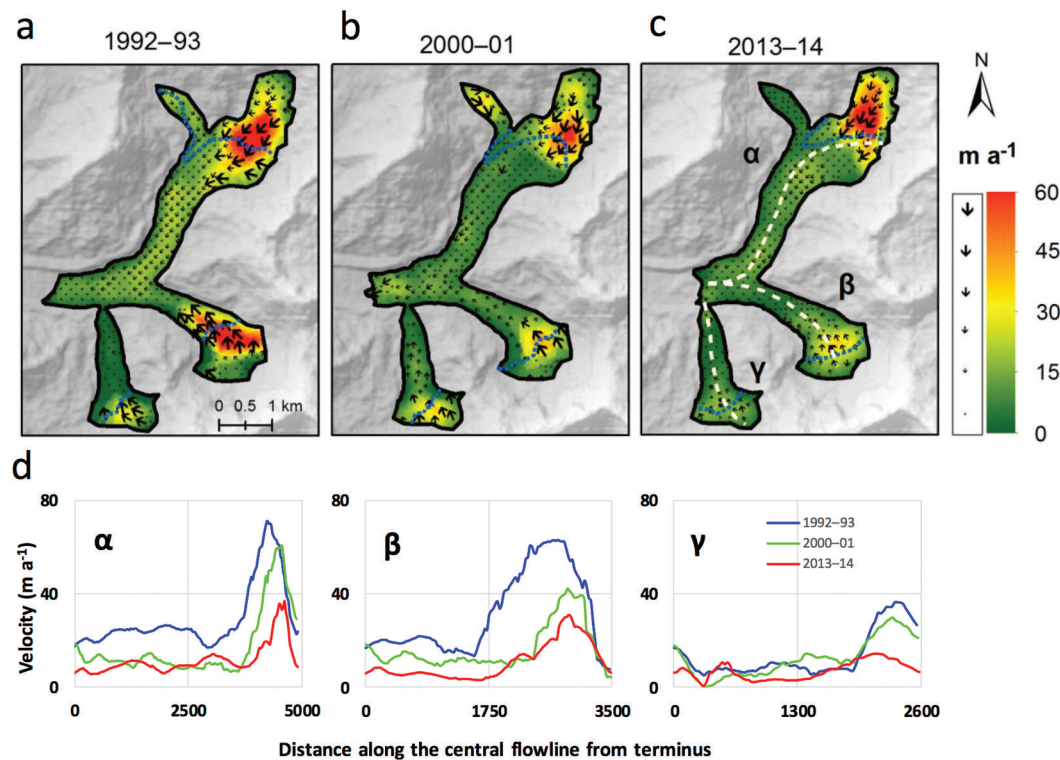 a
b
c
1992–93
2000–01
2013–14
N
α
β
γ
m a-1
60
45
30
15
0
0 0.5 1 km
d
80
40
0
α
0
2500
5000
80
40
0
β
0
1750
3500
80
40
0
γ
1992–93
2000–01
2013–14
0
1300
2600
Velocity (m a-1)
Distance along the central flowline from terminus